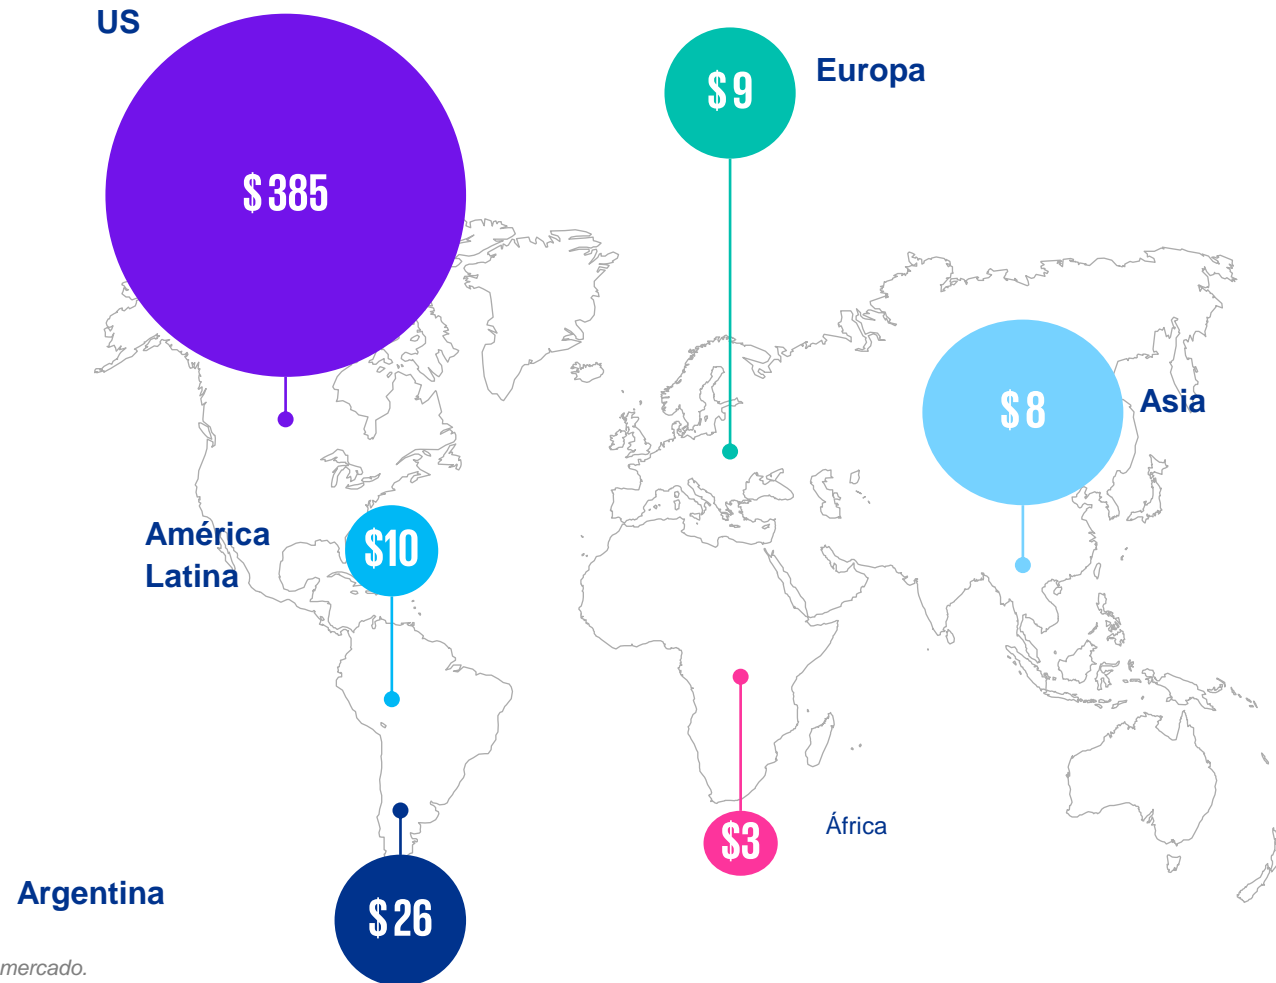 US
$ 385
$ 9
Europa
$ 8
Asia
América
Latina
$10
$3
África
Argentina
$ 26
mercado.